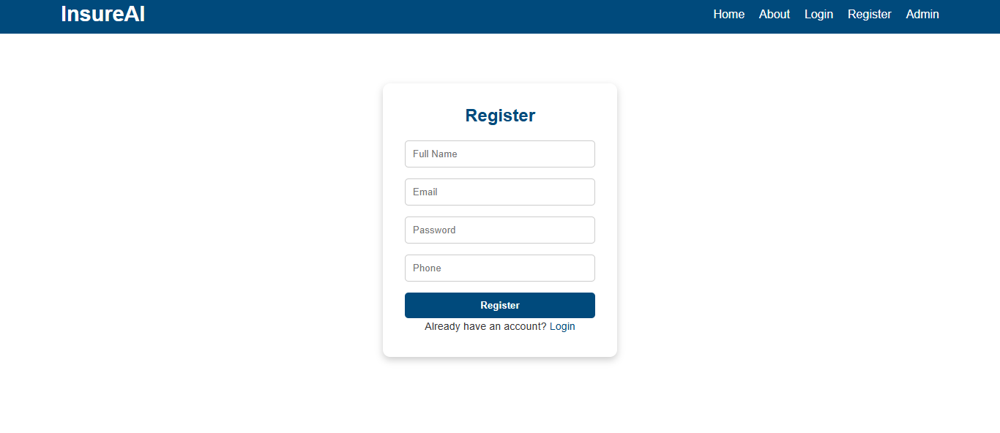 InsureAI
Home About Login Register Admin
Register
Full Name
Email
Password
Phone
Register
Already have an account? Login